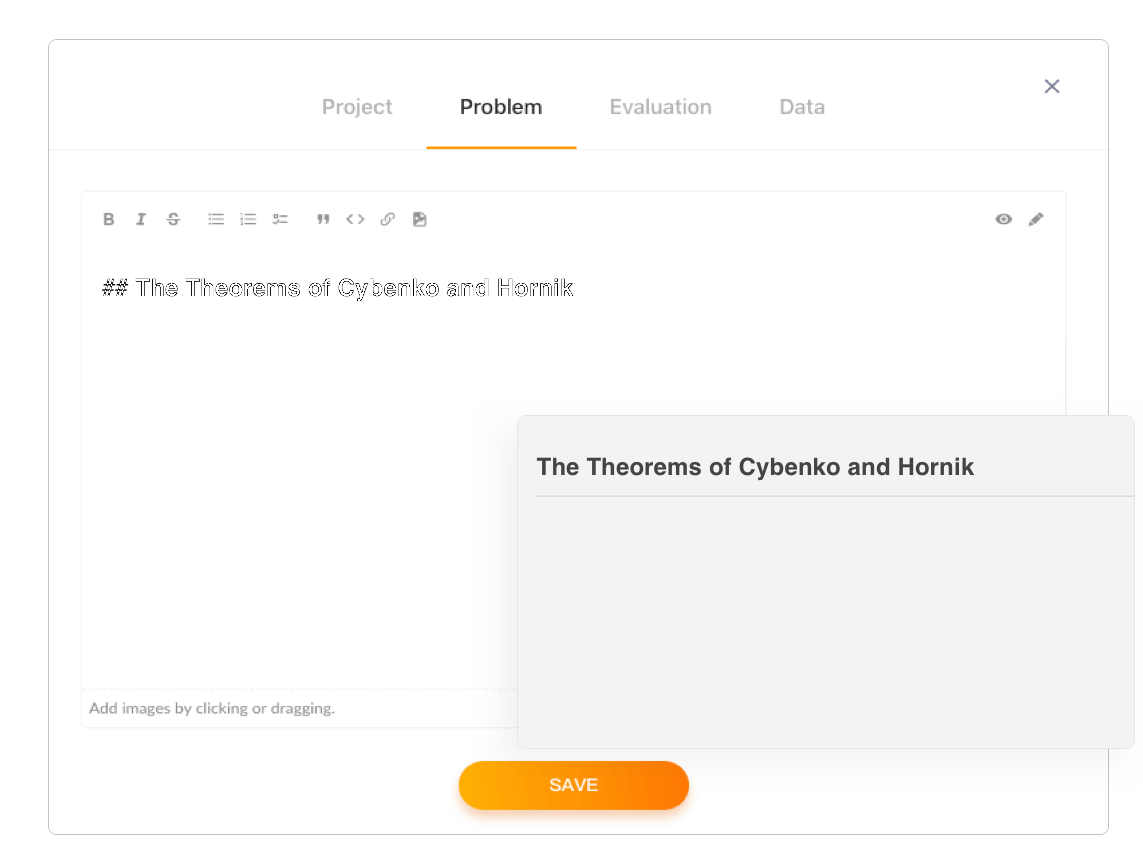 Project Problem Evaluation Data
## The Theorems of Cybenko and Hornik
The Theorems of Cybenko and Hornik
Add images by clicking or dragging.
SAVE